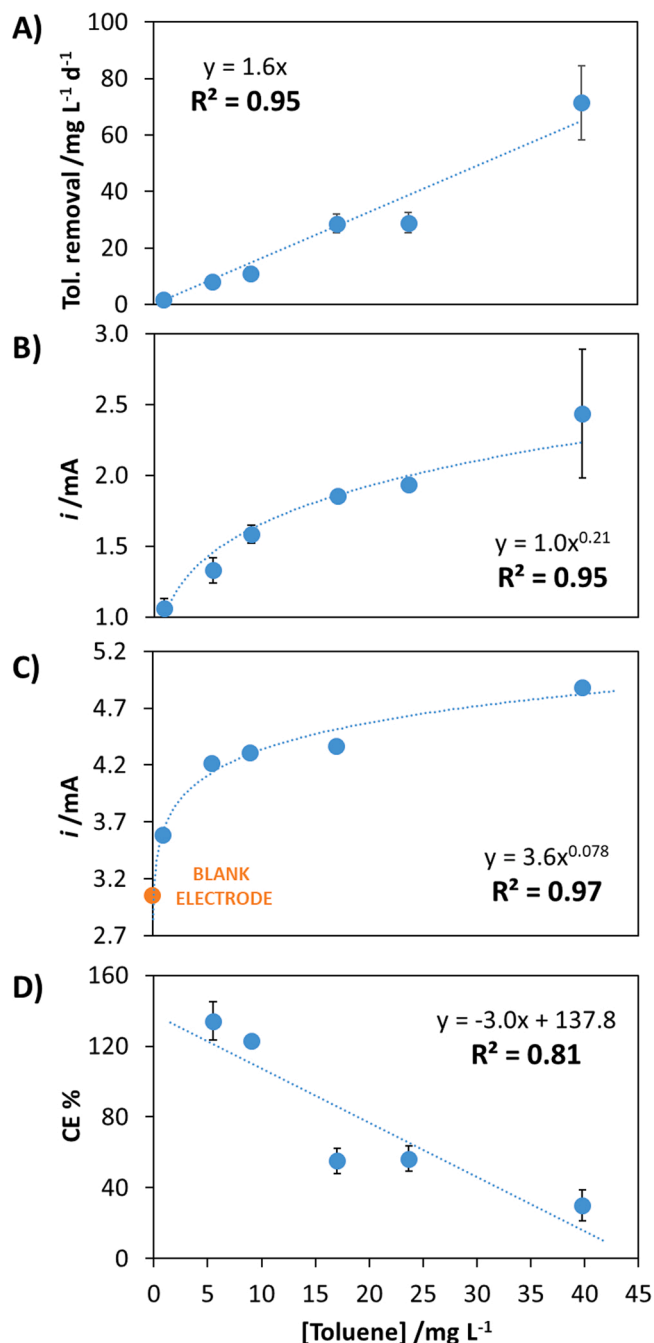 A)
Tol. removal /mg L⁻¹ d⁻¹
100
80
60
40
20
0
y = 1.6x
R² = 0.95
B)
i /mA
3.0
2.5
2.0
1.5
1.0
y = 1.0x^0.21
R² = 0.95
C)
i /mA
5.2
4.7
4.2
3.7
3.2
2.7
BLANK
ELECTRODE
y = 3.6x^0.078
R² = 0.97
D)
CE %
160
120
80
40
0
y = -3.0x + 137.8
R² = 0.81
0 5 10 15 20 25 30 35 40 45
[Toluene] /mg L⁻¹